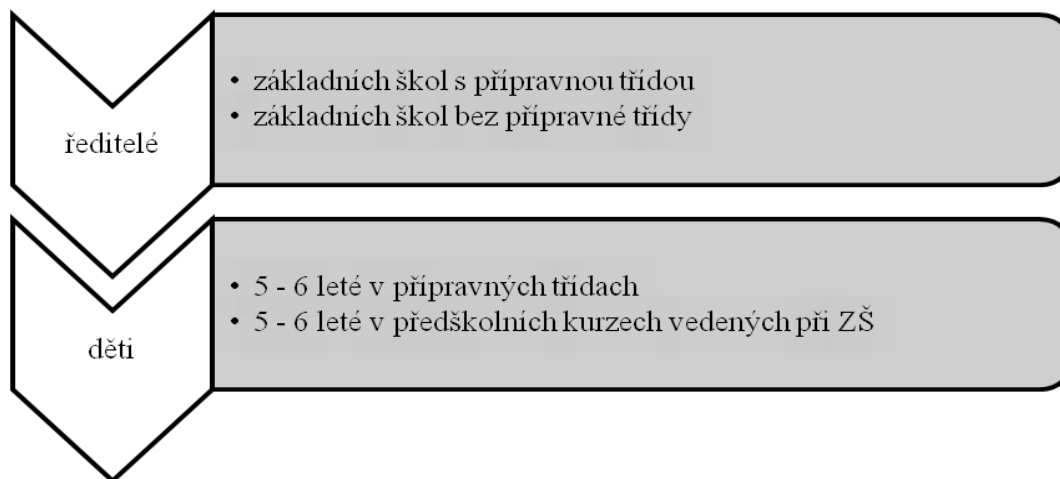 ředitelé
• základních škol s přípravnou třídou
• základních škol bez přípravné třídy
děti
• 5 - 6 leté v přípravných třídách
• 5 - 6 leté v předškolních kurzech vedených při ZŠ